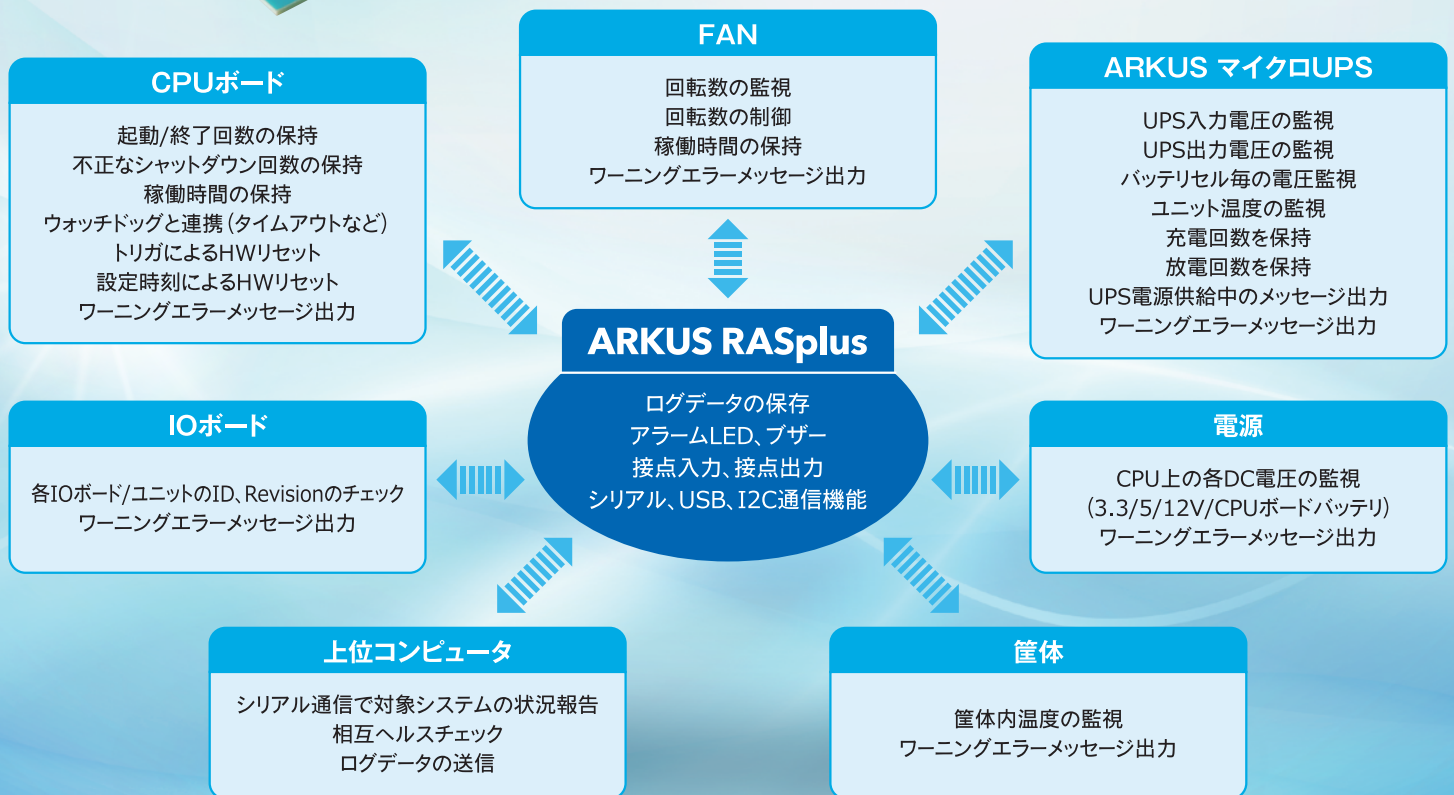 FAN
回転数の監視
回転数の制御
稼働時間の保持
ワーニングエラーメッセージ出力
CPUボード
起動/終了回数の保持
不正なシャットダウン回数の保持
稼働時間の保持
ウォッチドッグと連携(タイムアウトなど)
トリガによるHWリセット
設定時刻によるHWリセット
ワーニングエラーメッセージ出力
ARKUS マイクロUPS
UPS入力電圧の監視
UPS出力電圧の監視
バッテリセル毎の電圧監視
ユニット温度の監視
充電回数を保持
放電回数を保持
UPS電源供給中のメッセージ出力
ワーニングエラーメッセージ出力
ARKUS RASplus
ログデータの保存
アラームLED、ブザー
接点入力、接点出力
シリアル、USB、I2C通信機能
IOボード
各IOボード/ユニットのID、Revisionのチェック
ワーニングエラーメッセージ出力
電源
CPU上の各DC電圧の監視
(3.3/5/12V/CPUボードバッテリ)
ワーニングエラーメッセージ出力
上位コンピュータ
シリアル通信で対象システムの状況報告
相互ヘルスチェック
ログデータの送信
筐体
筐体内温度の監視
ワーニングエラーメッセージ出力